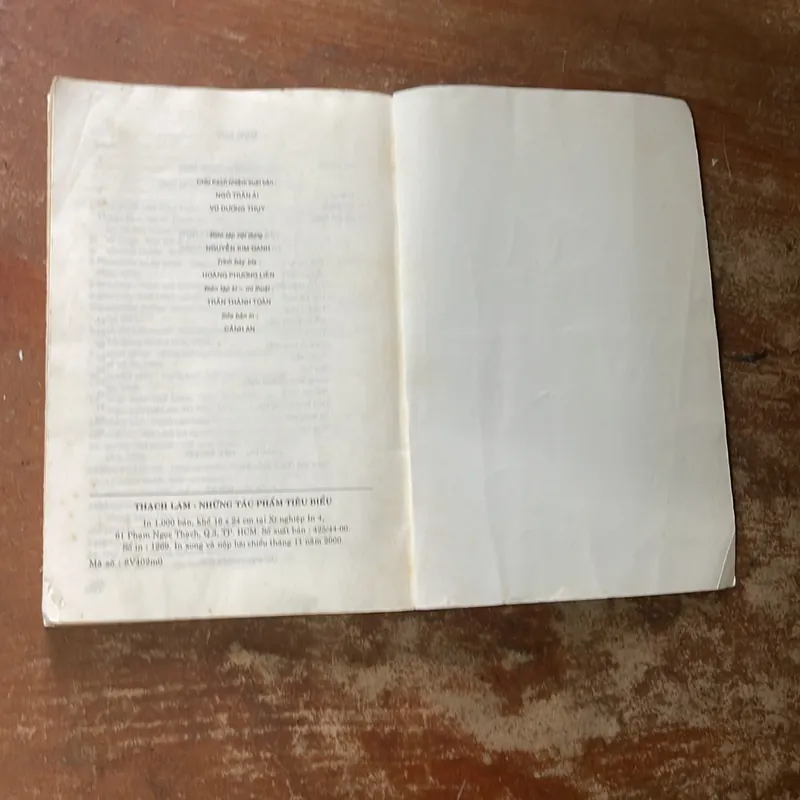 Chịu trách nhiệm xuất bản :
NGÔ TRẦN ÁI
VŨ DƯƠNG THỤY
Biên tập nội dung :
NGUYỄN KIM OANH
Trình bày bìa :
HOÀNG PHƯƠNG LIÊN
Biên tập kĩ - mĩ thuật :
TRẦN THÀNH TOÀN
Sửa bản in :
CẢNH AN
THẠCH LAM - NHỮNG TÁC PHẨM TIÊU BIỂU
In 1.000 bản, khổ 16 x 24 cm tại Xí nghiệp In 4,
61 Phạm Ngọc Thạch, Q.3, TP. HCM. Số xuất bản : 425/44-00.
Số in : 1269. In xong và nộp lưu chiểu tháng 11 năm 2000.
Mã số : 8V402m0